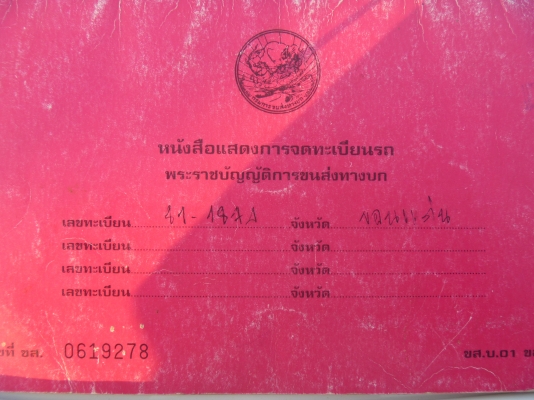 หนังสือแสดงการจดทะเบียนรถ
พระราชบัญญัติการขนส่งทางบก
เลขทะเบียน 81- จังหวัด ขอนแก่น
เลขทะเบียน จังหวัด
เลขทะเบียน จังหวัด
เลขทะเบียน จังหวัด
ที่ ขส. 0619278 ขส.บ.01